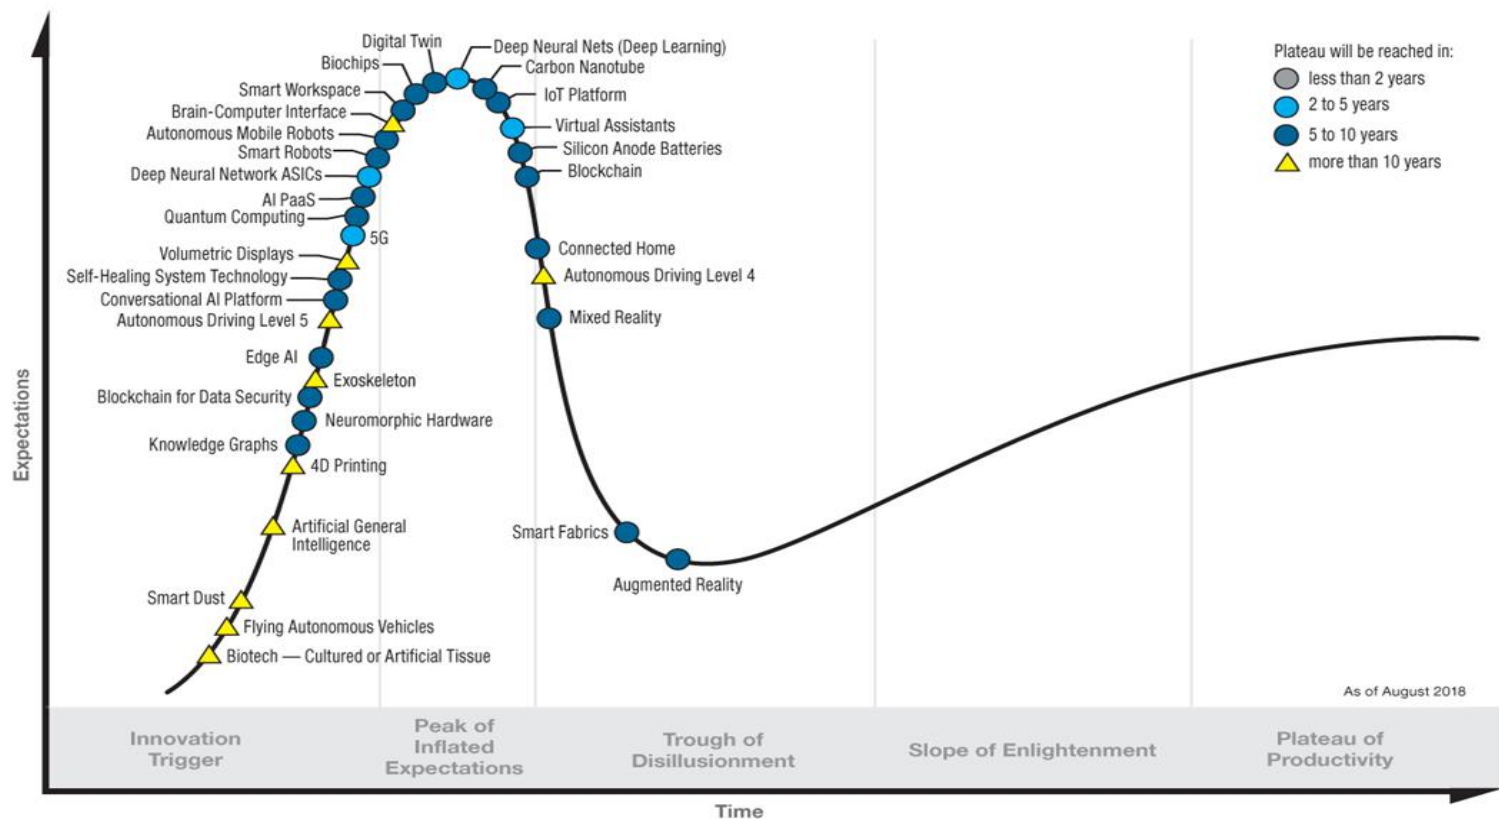 Digital Twin
Deep Neural Nets (Deep Learning)
Biochips
Carbon Nanotube
Smart Workspace
IoT Platform
Brain-Computer Interface
Autonomous Mobile Robots
Virtual Assistants
Smart Robots
Silicon Anode Batteries
Deep Neural Network ASICs
Blockchain
AI PaaS
Quantum Computing
5G
Volumetric Displays
Connected Home
Self-Healing System Technology
Autonomous Driving Level 4
Conversational AI Platform
Autonomous Driving Level 5
Mixed Reality
Edge AI
Exoskeleton
Blockchain for Data Security
Neuromorphic Hardware
Knowledge Graphs
4D Printing
Artificial General
Intelligence
Smart Fabrics
Augmented Reality
Smart Dust
Flying Autonomous Vehicles
Biotech — Cultured or Artificial Tissue
Plateau will be reached in:
less than 2 years
2 to 5 years
5 to 10 years
more than 10 years
As of August 2018
Expectations
Innovation
Trigger
Peak of
Inflated
Expectations
Trough of
Disillusionment
Slope of Enlightenment
Plateau of
Productivity
Time